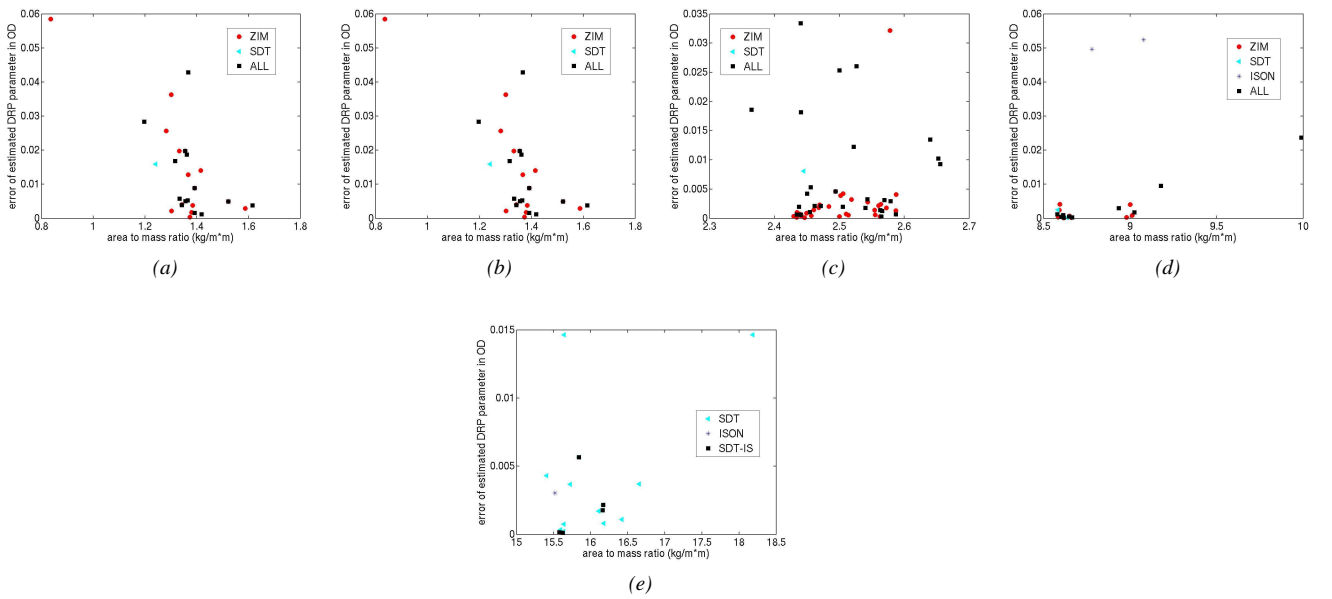 error of estimated DRP parameter in OD
0.06
0.05
0.04
0.03
0.02
0.01
0
ZIM
SDT
ALL
0.8
1
1.2
1.4
1.6
1.8
area to mass ratio (kg/m*m)
(a)
error of estimated DRP parameter in OD
0.06
0.05
0.04
0.03
0.02
0.01
0
ZIM
SDT
ALL
0.8
1
1.2
1.4
1.6
1.8
area to mass ratio (kg/m*m)
(b)
error of estimated DRP parameter in OD
0.035
0.03
0.025
0.02
0.015
0.01
0.005
0
ZIM
SDT
ALL
2.3
2.4
2.5
2.6
2.7
area to mass ratio (kg/m*m)
(c)
error of estimated DRP parameter in OD
0.06
0.05
0.04
0.03
0.02
0.01
0
ZIM
SDT
ISON
ALL
8.5
9
9.5
10
area to mass ratio (kg/m*m)
(d)
error of estimated DRP parameter in OD
0.015
0.01
0.005
0
SDT
ISON
SDT-IS
15
15.5
16
16.5
17
17.5
18
18.5
area to mass ratio (kg/m*m)
(e)